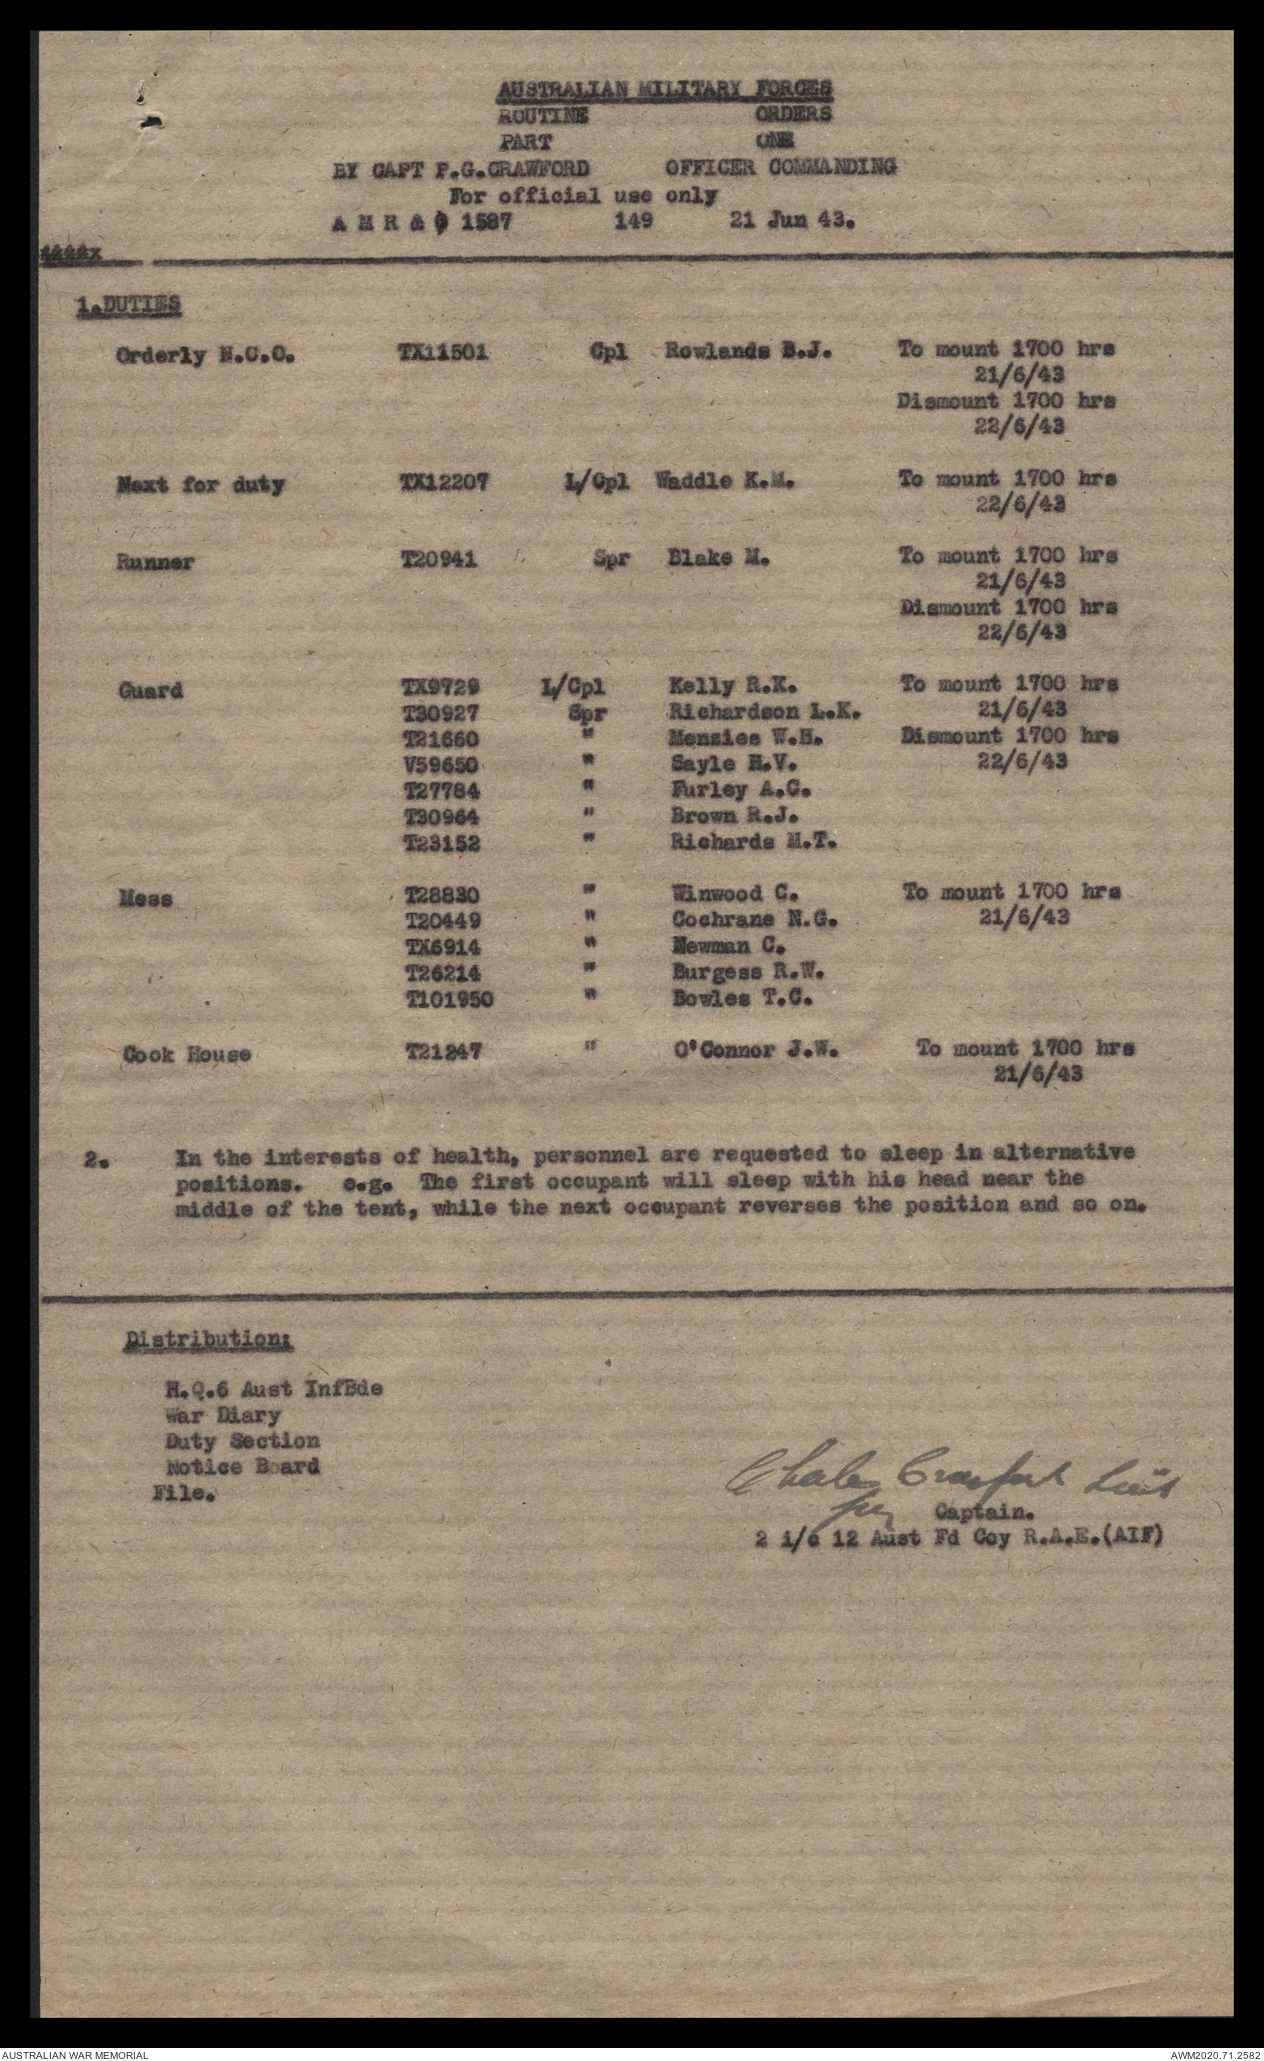 AUSTRALIAN MILITARY FORCES
ROUTINE ORDERS
PART ONE
BY CAPT F.G.CRAWFORD OFFICER COMMANDING
For official use only
A M R & O 1587 149 21 Jun 43.
1.DUTIES
Orderly N.C.O. TX11501 Cpl Rowlands B.J. To mount 1700 hrs
21/6/43
Dismount 1700 hrs
22/6/43
Next for duty TX12207 L/Cpl Waddle K.M. To mount 1700 hrs
22/6/43
Runner T20941 Spr Blake M. To mount 1700 hrs
21/6/43
Dismount 1700 hrs
22/6/43
Guard TX9729 L/Cpl Kelly R.K. To mount 1700 hrs
T30927 Spr Richardson L.K. 21/6/43
T21660 " Menzies W.H. Dismount 1700 hrs
V59650 " Sayle H.V. 22/6/43
T27784 " Furley A.C.
T30964 " Brown R.J.
T23152 " Richards M.T.
Mess T28830 " Winwood C. To mount 1700 hrs
T20449 " Cochrane N.G. 21/6/43
TX6914 " Newman C.
T26214 " Burgess R.W.
T101950 " Bowles T.C.
Cook House T21247 " O'Connor J.W. To mount 1700 hrs
21/6/43
2. In the interests of health, personnel are requested to sleep in alternative
positions. e.g. The first occupant will sleep with his head near the
middle of the tent, while the next occupant reverses the position and so on.
Distribution:
H.Q.6 Aust InfBde
War Diary
Duty Section
Notice Board
File.
Charles Crawford Lieut
for Captain.
2 i/c 12 Aust Fd Coy R.A.E.(AIF)
AUSTRALIAN WAR MEMORIAL AWM2020.71.2582